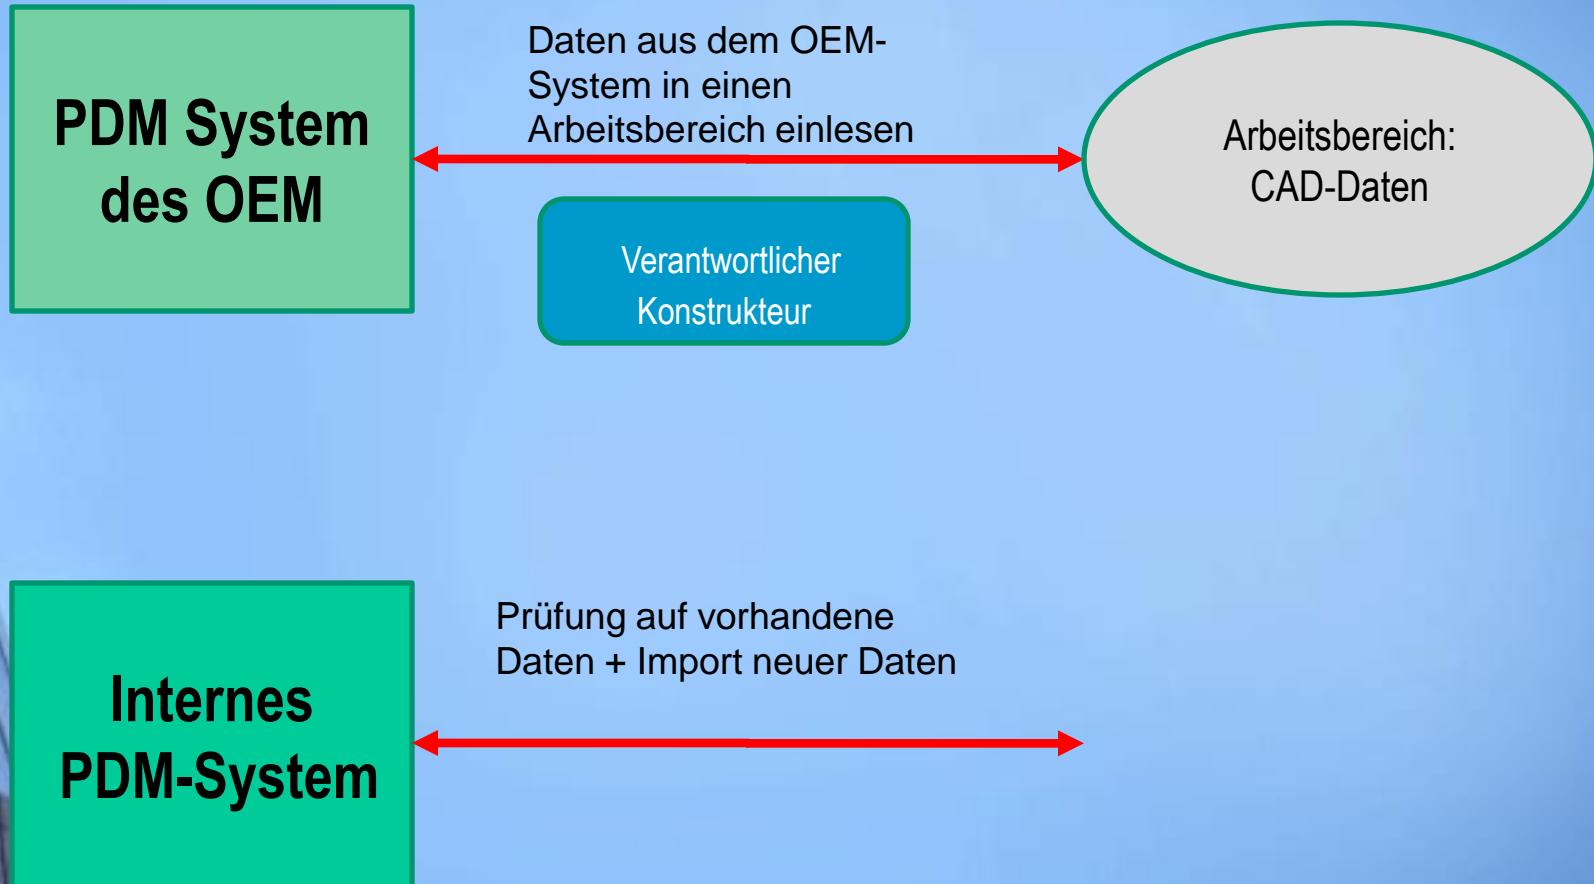 PDM System
des OEM
Daten aus dem OEM-
System in einen
Arbeitsbereich einlesen
Arbeitsbereich:
CAD-Daten
Verantwortlicher
Konstrukteur
Internes
PDM-System
Prüfung auf vorhandene
Daten + Import neuer Daten